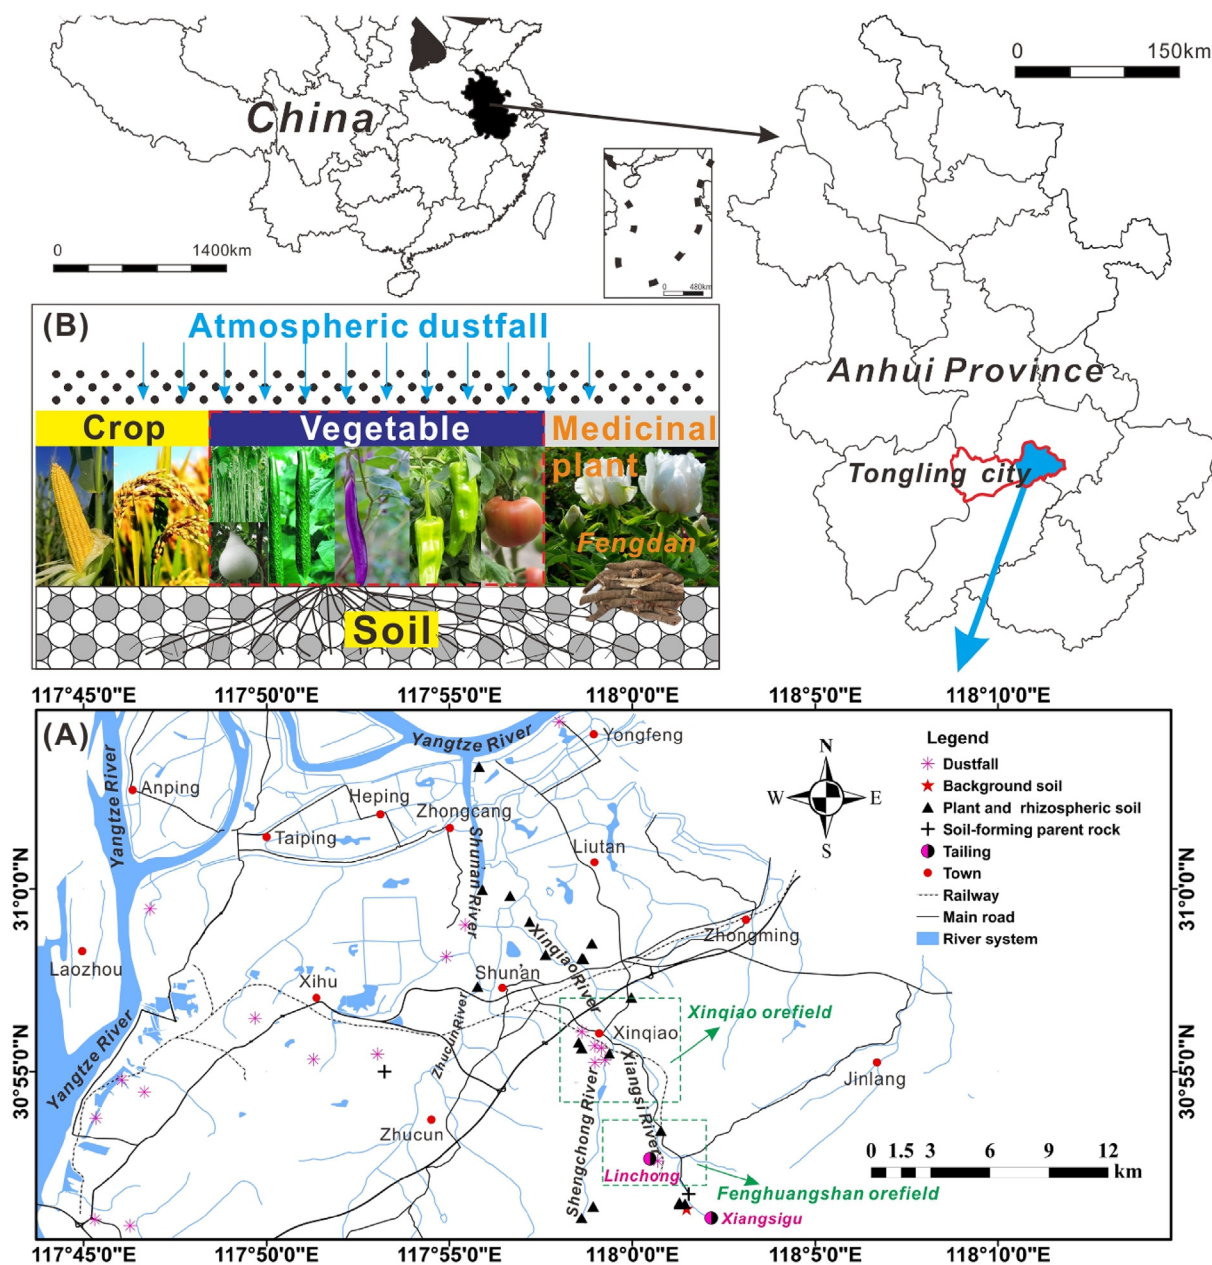 China
0 1400km
0 480km
0 150km
Anhui Province
Tongling city
(B)
Atmospheric dustfall
Crop
Vegetable
Medicinal
plant
Fengdan
Soil
117°45'0"E 117°50'0"E 117°55'0"E 118°0'0"E 118°5'0"E 118°10'0"E
(A)
31°0'0"N
30°55'0"N
31°0'0"N
30°55'0"N
Yangtze River
Yangtze River
Yangtze River
Yongfeng
Anping
Heping
Zhongcang
Taiping
Shunan River
Liutan
Xinqiao River
Zhongming
Laozhou
Xihu
Shunan
Zhucun River
Xinqiao
Xinqiao orefield
Xiangsi River
Shengchong River
Jinlang
Zhucun
Linchong
Fenghuangshan orefield
Xiangsigu
N
W E
S
Legend
Dustfall
Background soil
Plant and rhizospheric soil
Soil-forming parent rock
Tailing
Town
Railway
Main road
River system
0 1.5 3 6 9 12
km
117°45'0"E 117°50'0"E 117°55'0"E 118°0'0"E 118°5'0"E 118°10'0"E